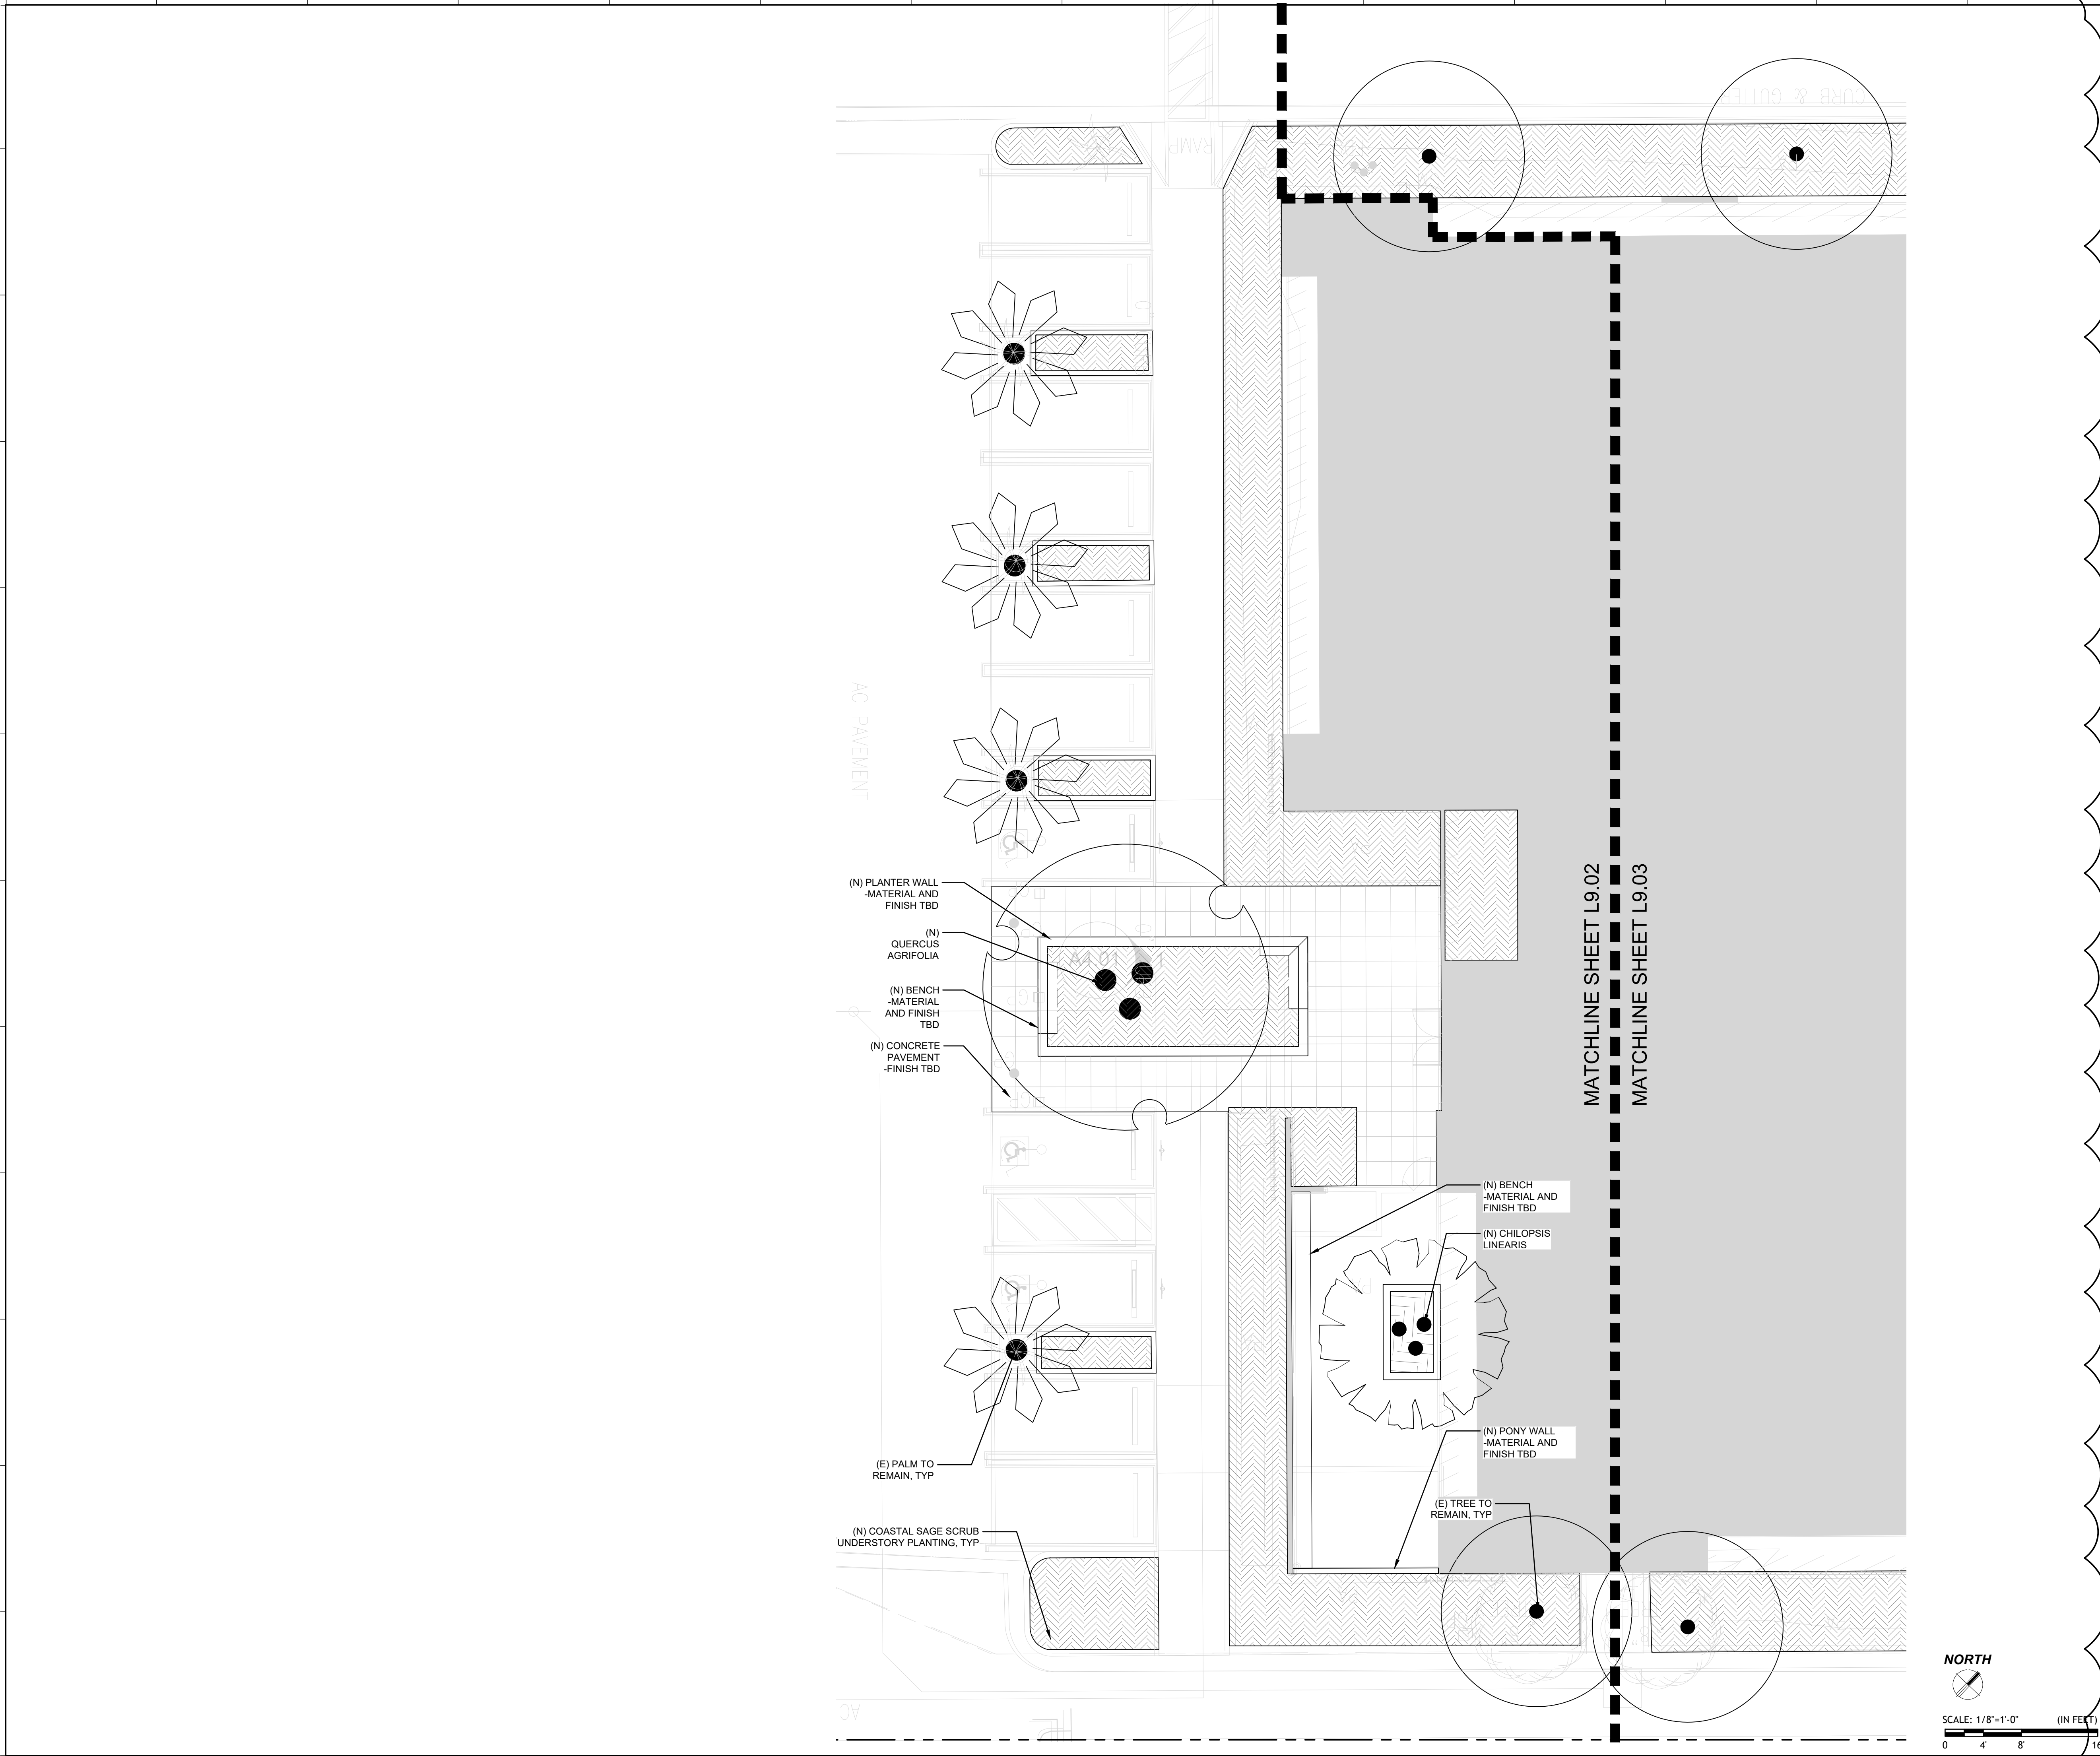 CURB & GUTTER
RAMP
AC PAVEMENT
(N) PLANTER WALL
-MATERIAL AND
FINISH TBD
(N)
QUERCUS
AGRIFOLIA
A4.01
(N) BENCH
-MATERIAL
AND FINISH
TBD
(N) CONCRETE
PAVEMENT
-FINISH TBD
MATCHLINE SHEET L9.02
MATCHLINE SHEET L9.03
(N) BENCH
-MATERIAL AND
FINISH TBD
(N) CHILOPSIS
LINEARIS
(N) PONY WALL
-MATERIAL AND
FINISH TBD
(E) PALM TO
REMAIN, TYP
(E) TREE TO
REMAIN, TYP
(N) COASTAL SAGE SCRUB
UNDERSTORY PLANTING, TYP
AC
NORTH
SCALE: 1/8"=1'-0" (IN FEET)
0 4' 8' 16